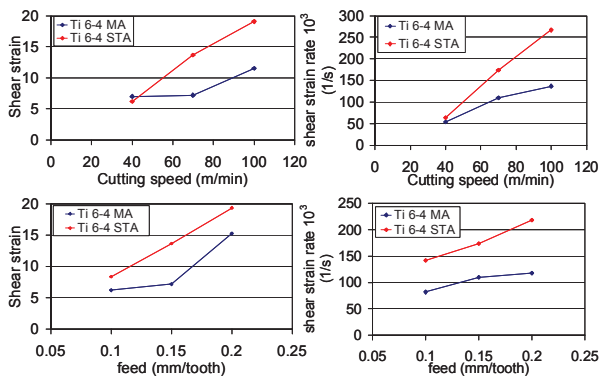 Shear strain
20
15
10
5
0
Ti 6-4 MA
Ti 6-4 STA
0 20 40 60 80 100 120
Cutting speed (m/min)
shear strain rate 10³
(1/s)
300
250
200
150
100
50
0
Ti 6-4 MA
Ti 6-4 STA
0 20 40 60 80 100 120
Cutting speed (m/min)
Shear strain
20
15
10
5
0
Ti 6-4 MA
Ti 6-4 STA
0.05 0.1 0.15 0.2 0.25
feed (mm/tooth)
shear strain rate 10³
(1/s)
250
200
150
100
50
0
Ti 6-4 MA
Ti 6-4 STA
0.05 0.1 0.15 0.2 0.25
feed (mm/tooth)